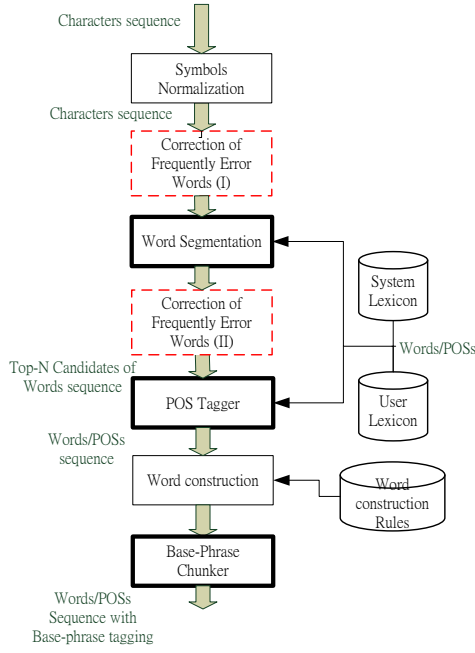 Characters sequence
Symbols
Normalization
Characters sequence
Correction of
Frequently Error
Words (I)
Word Segmentation
System
Lexicon
Correction of
Frequently Error
Words (II)
Words/POSs
Top-N Candidates of
Words sequence
POS Tagger
User
Lexicon
Words/POSs
sequence
Word construction
Word
construction
Rules
Base-Phrase
Chunker
Words/POSs
Sequence with
Base-phrase tagging